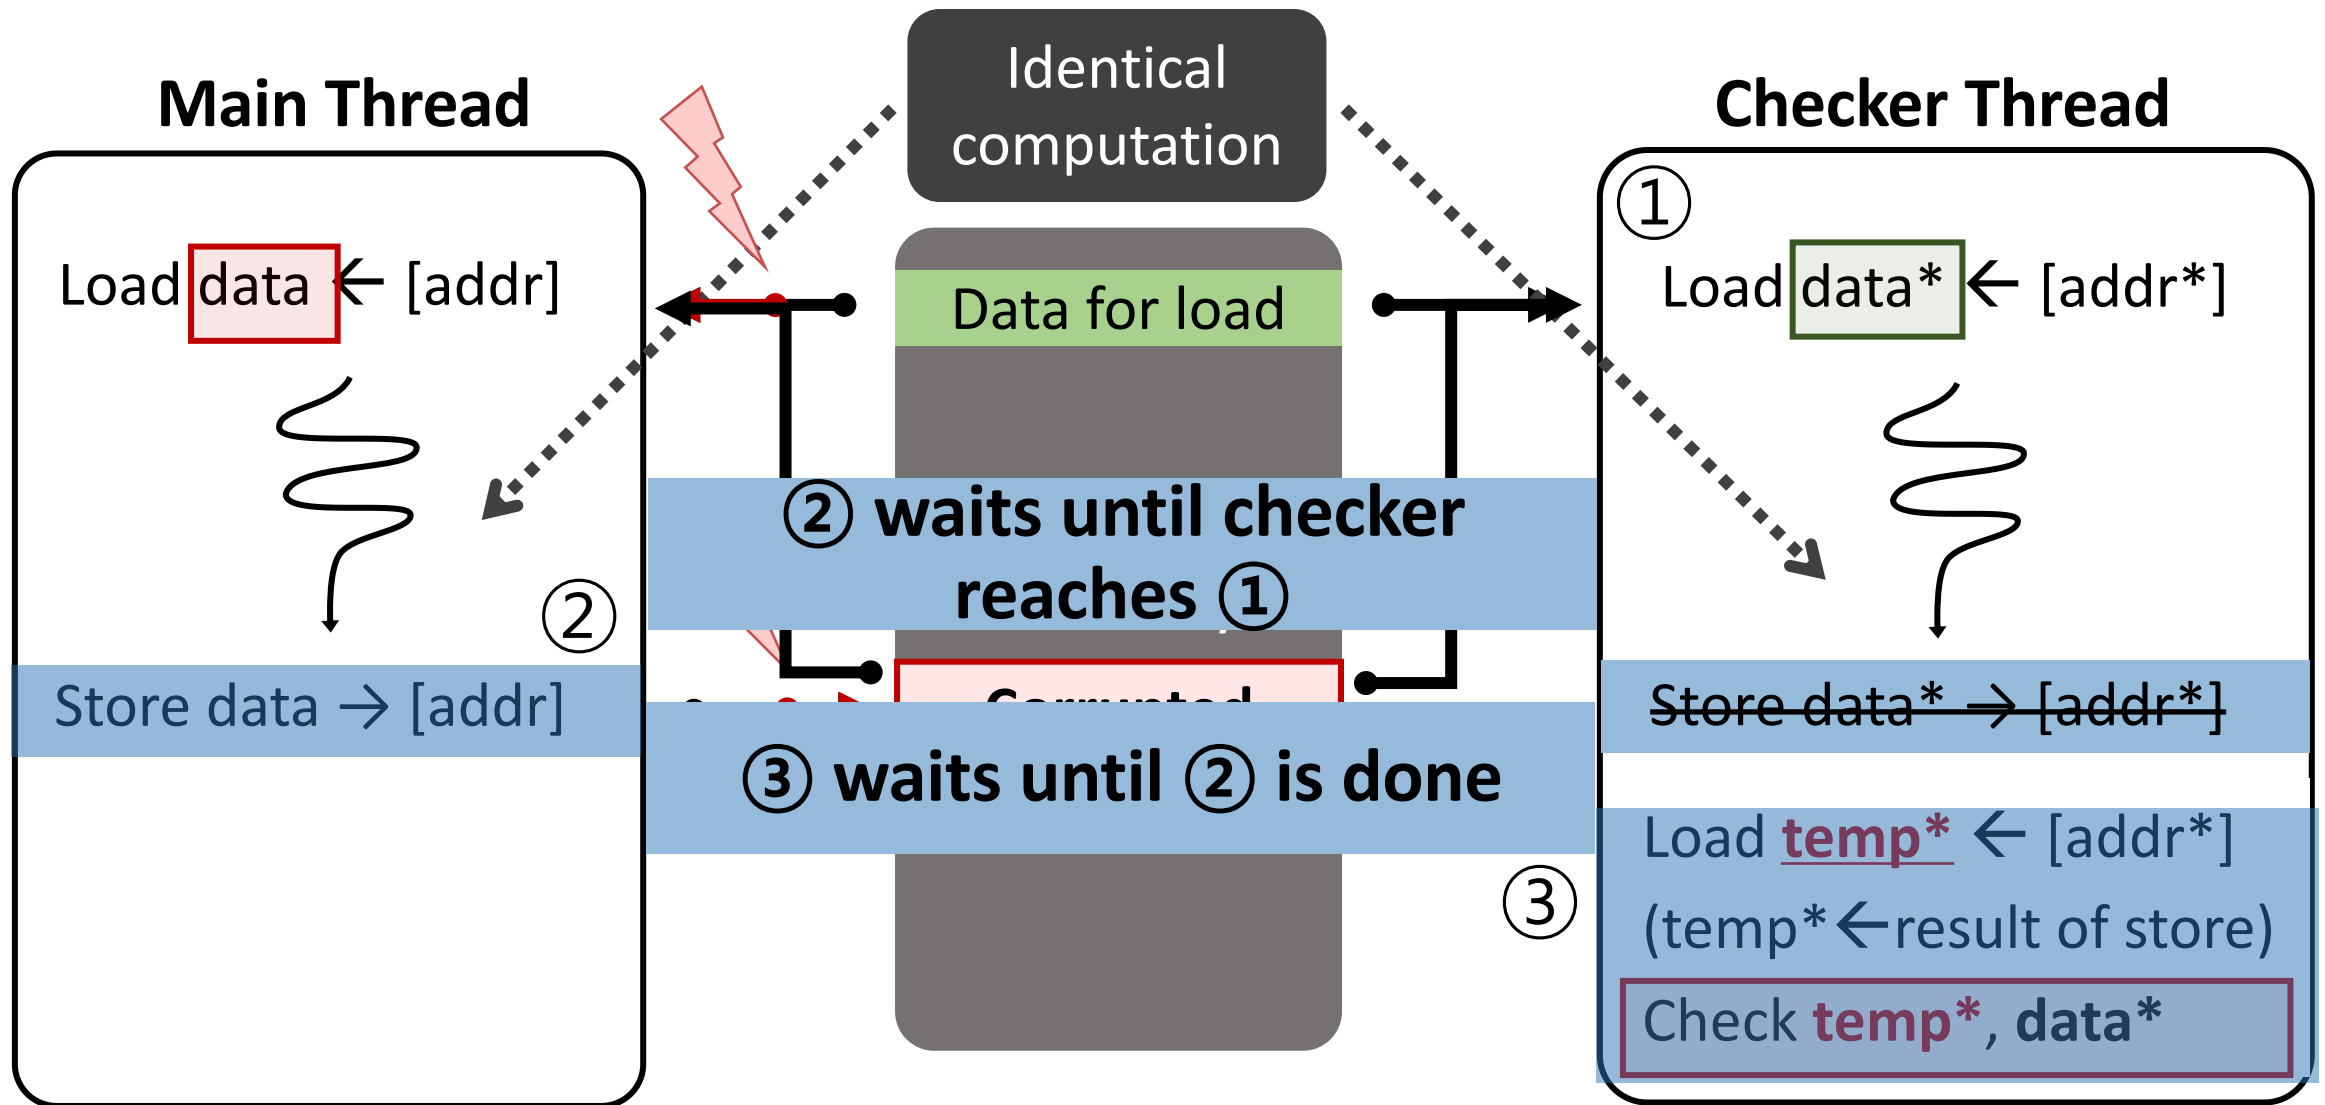 Identical
computation
Main Thread
Checker Thread
①
Load data ← [addr]
Data for load
Load data* ← [addr*]
② waits until checker
reaches ①
②
Store data → [addr]
Store data* → [addr*]
③ waits until ② is done
Load temp* ← [addr*]
③
(temp*←result of store)
Check temp*, data*